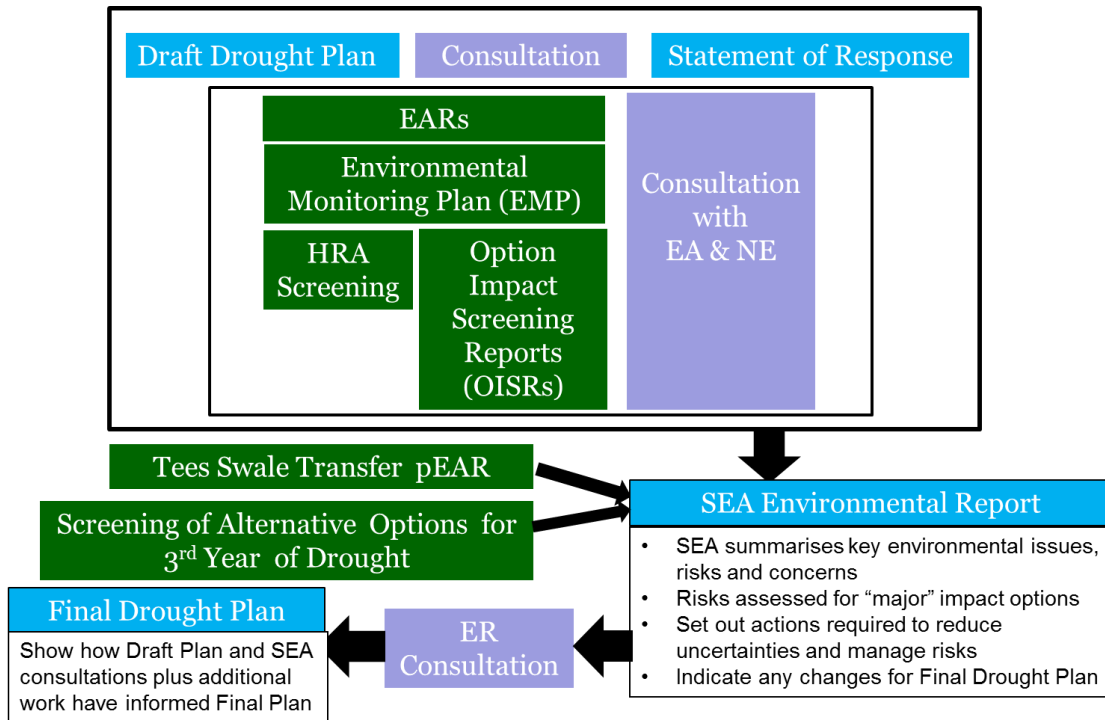 Draft Drought Plan
Consultation
Statement of Response
EARs
Environmental
Monitoring Plan (EMP)
HRA
Screening
Option
Impact
Screening
Reports
(OISRs)
Consultation
with
EA & NE
Tees Swale Transfer pEAR
Screening of Alternative Options for
3rd Year of Drought
SEA Environmental Report
• SEA summarises key environmental issues,
risks and concerns
• Risks assessed for “major” impact options
• Set out actions required to reduce
uncertainties and manage risks
• Indicate any changes for Final Drought Plan
ER
Consultation
Final Drought Plan
Show how Draft Plan and SEA
consultations plus additional
work have informed Final Plan